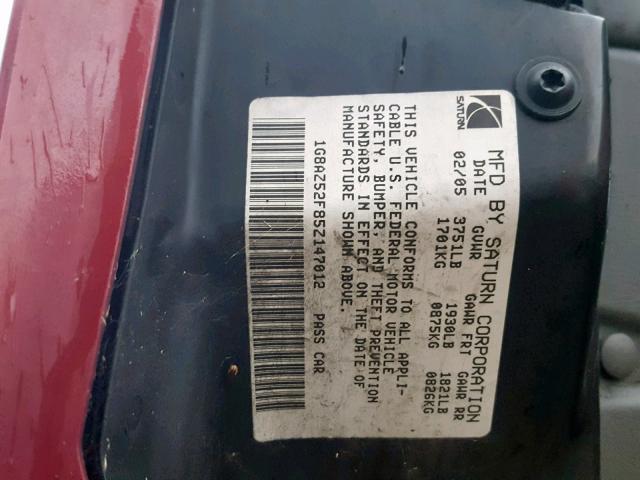 SATURN
MFD BY SATURN CORPORATION
DATE GVWR GAWR FRT GAWR RR
02/05 3751LB 1930LB 1821LB
1701KG 0875KG 0826KG
THIS VEHICLE CONFORMS TO ALL APPLI-
CABLE U.S. FEDERAL MOTOR VEHICLE
SAFETY, BUMPER, AND THEFT PREVENTION
STANDARDS IN EFFECT ON THE DATE OF
MANUFACTURE SHOWN ABOVE.
1G8AZ52F85Z147012 PASS CAR